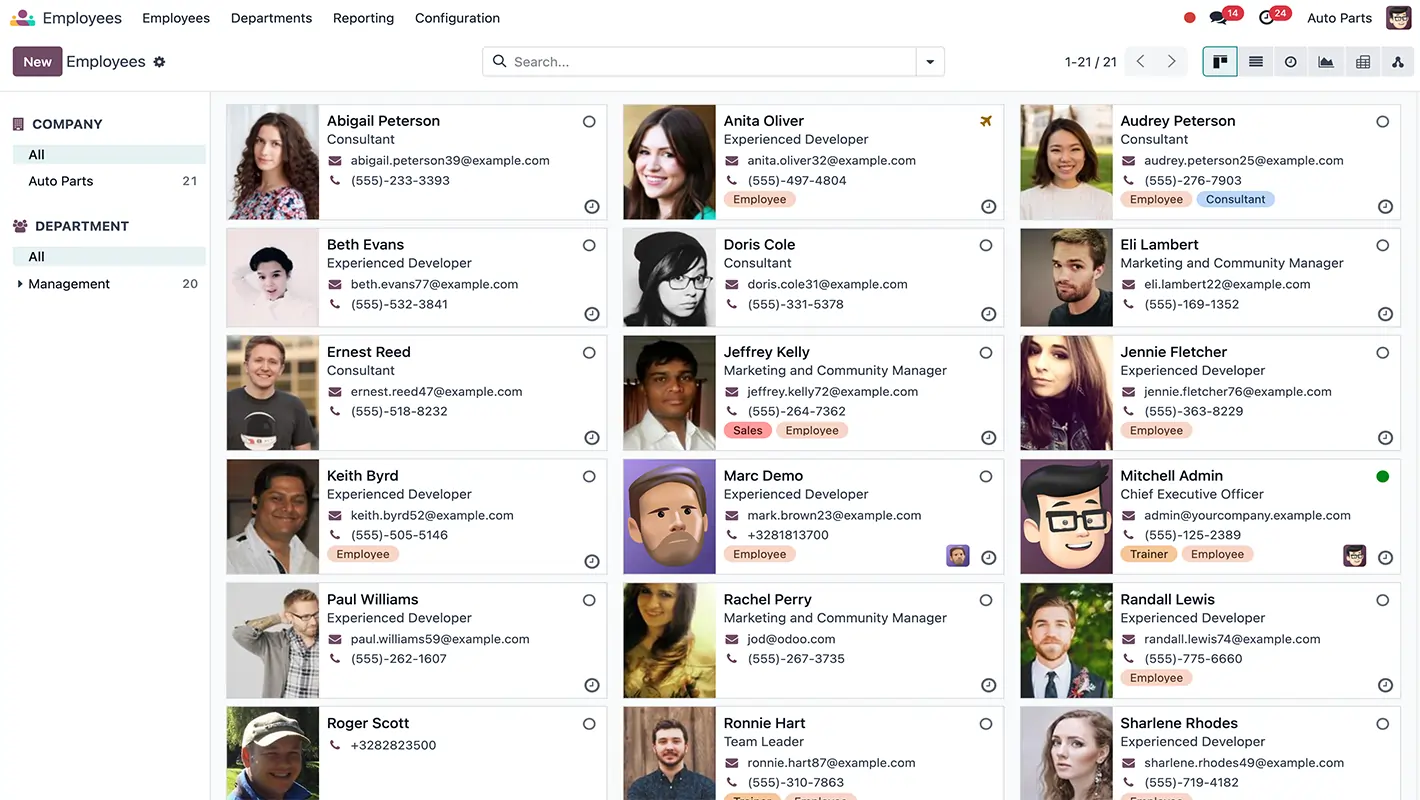 Employees Employees Departments Reporting Configuration 14 24 Auto Parts
New Employees Search... 1-21 / 21
COMPANY
All
Auto Parts 21
DEPARTMENT
All
Management 20
Abigail Peterson
Consultant
abigail.peterson39@example.com
(555)-233-3393
Anita Oliver
Experienced Developer
anita.oliver32@example.com
(555)-497-4804
Employee
Audrey Peterson
Consultant
audrey.peterson25@example.com
(555)-276-7903
Employee Consultant
Beth Evans
Experienced Developer
beth.evans77@example.com
(555)-532-3841
Doris Cole
Consultant
doris.cole31@example.com
(555)-331-5378
Eli Lambert
Marketing and Community Manager
eli.lambert22@example.com
(555)-169-1352
Ernest Reed
Consultant
ernest.reed47@example.com
(555)-518-8232
Jeffrey Kelly
Marketing and Community Manager
jeffrey.kelly72@example.com
(555)-264-7362
Sales Employee
Jennie Fletcher
Experienced Developer
jennie.fletcher76@example.com
(555)-363-8229
Employee
Keith Byrd
Experienced Developer
keith.byrd52@example.com
(555)-505-5146
Employee
Marc Demo
Experienced Developer
mark.brown23@example.com
+3281813700
Employee
Mitchell Admin
Chief Executive Officer
admin@yourcompany.example.com
(555)-125-2389
Trainer Employee
Paul Williams
Experienced Developer
paul.williams59@example.com
(555)-262-1607
Rachel Perry
Marketing and Community Manager
jod@odoo.com
(555)-267-3735
Randall Lewis
Experienced Developer
randall.lewis74@example.com
(555)-775-6660
Employee
Roger Scott
+3282823500
Ronnie Hart
Team Leader
ronnie.hart87@example.com
(555)-310-7863
Trainer Employee
Sharlene Rhodes
Experienced Developer
sharlene.rhodes49@example.com
(555)-719-4182
Employee